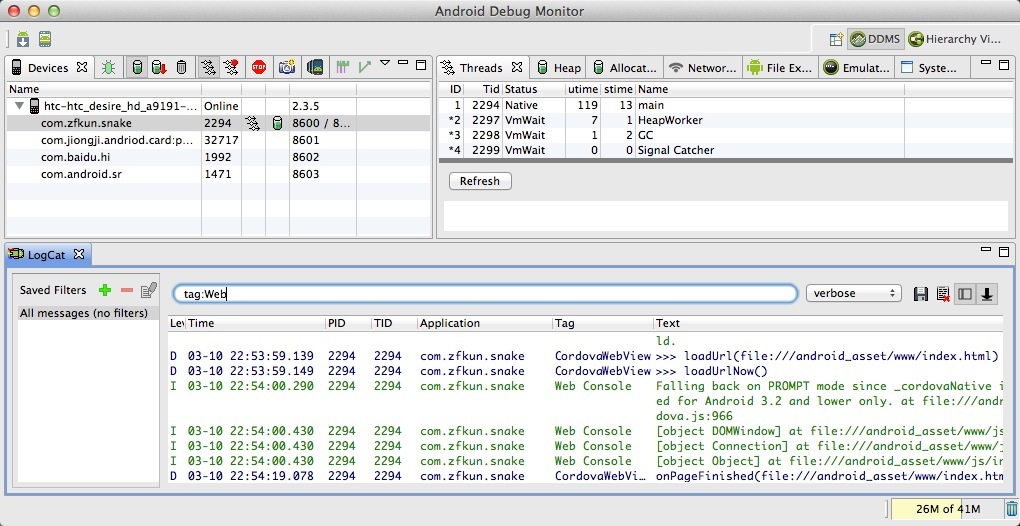 Android Debug Monitor
DDMS Hierarchy Vi...
Devices
Name
htc-htc_desire_hd_a9191-... Online 2.3.5
com.zfkun.snake 2294 8600 / 8...
com.jiongji.andriod.card:p... 32717 8601
com.baidu.hi 1992 8602
com.android.sr 1471 8603
Threads Heap Allocat... Networ... File Ex... Emulat... Syste...
ID Tid Status utime stime Name
1 2294 Native 119 13 main
*2 2297 VmWait 7 1 HeapWorker
*3 2298 VmWait 1 2 GC
*4 2299 VmWait 0 0 Signal Catcher
Refresh
LogCat
Saved Filters
All messages (no filters)
tag:Web
verbose
Le Time PID TID Application Tag Text
ld.
D 03-10 22:53:59.139 2294 2294 com.zfkun.snake CordovaWebView >>> loadUrl(file:///android_asset/www/index.html)
D 03-10 22:53:59.149 2294 2294 com.zfkun.snake CordovaWebView >>> loadUrlNow()
I 03-10 22:54:00.290 2294 2294 com.zfkun.snake Web Console Falling back on PROMPT mode since _cordovaNative i
ed for Android 3.2 and lower only. at file:///andr
dova.js:966
I 03-10 22:54:00.430 2294 2294 com.zfkun.snake Web Console [object DOMWindow] at file:///android_asset/www/js
I 03-10 22:54:00.430 2294 2294 com.zfkun.snake Web Console [object Connection] at file:///android_asset/www/j
I 03-10 22:54:00.430 2294 2294 com.zfkun.snake Web Console [object Object] at file:///android_asset/www/js/in
D 03-10 22:54:19.078 2294 2294 com.zfkun.snake CordovaWebVi... onPageFinished(file:///android_asset/www/index.htm
26M of 41M